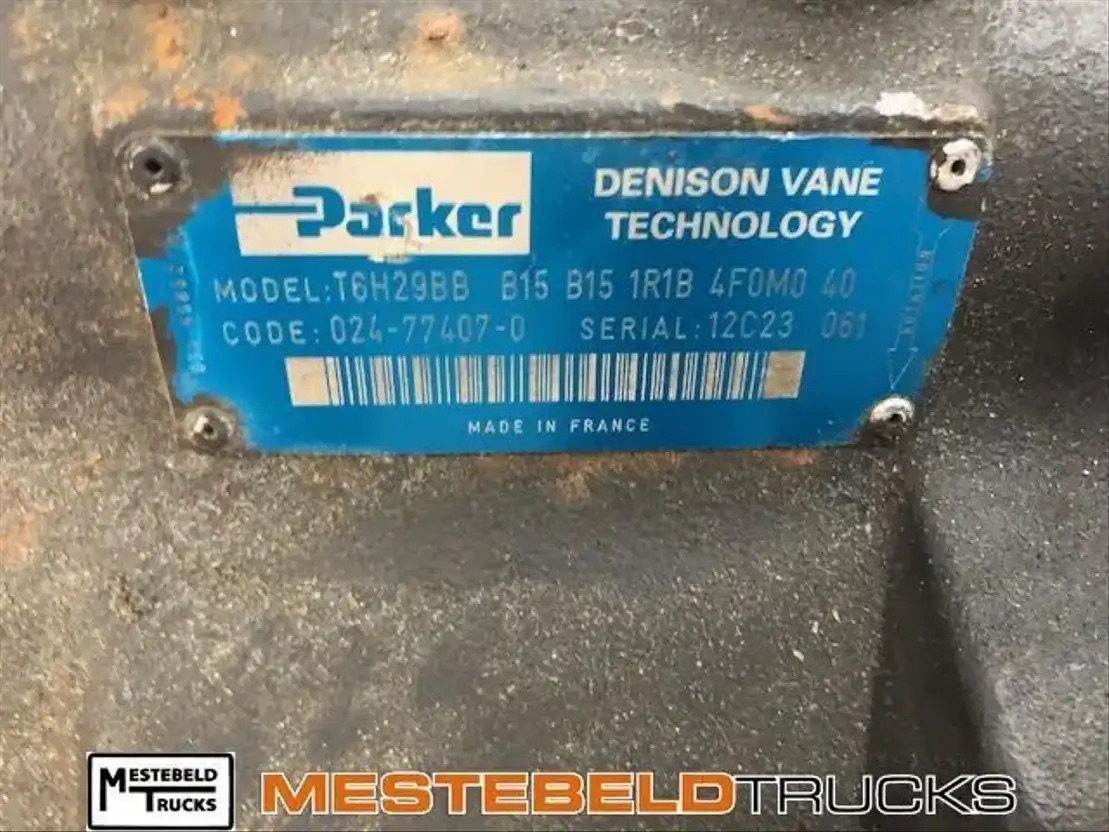 Parker
DENISON VANE
TECHNOLOGY
MODEL:T6H29BB B15 B15 1R1B 4F0M0 40
CODE:024-77407-0 SERIAL:12C23 061
ROTATION
MADE IN FRANCE
MESTEBELD
TRUCKS
MESTEBELDTRUCKS